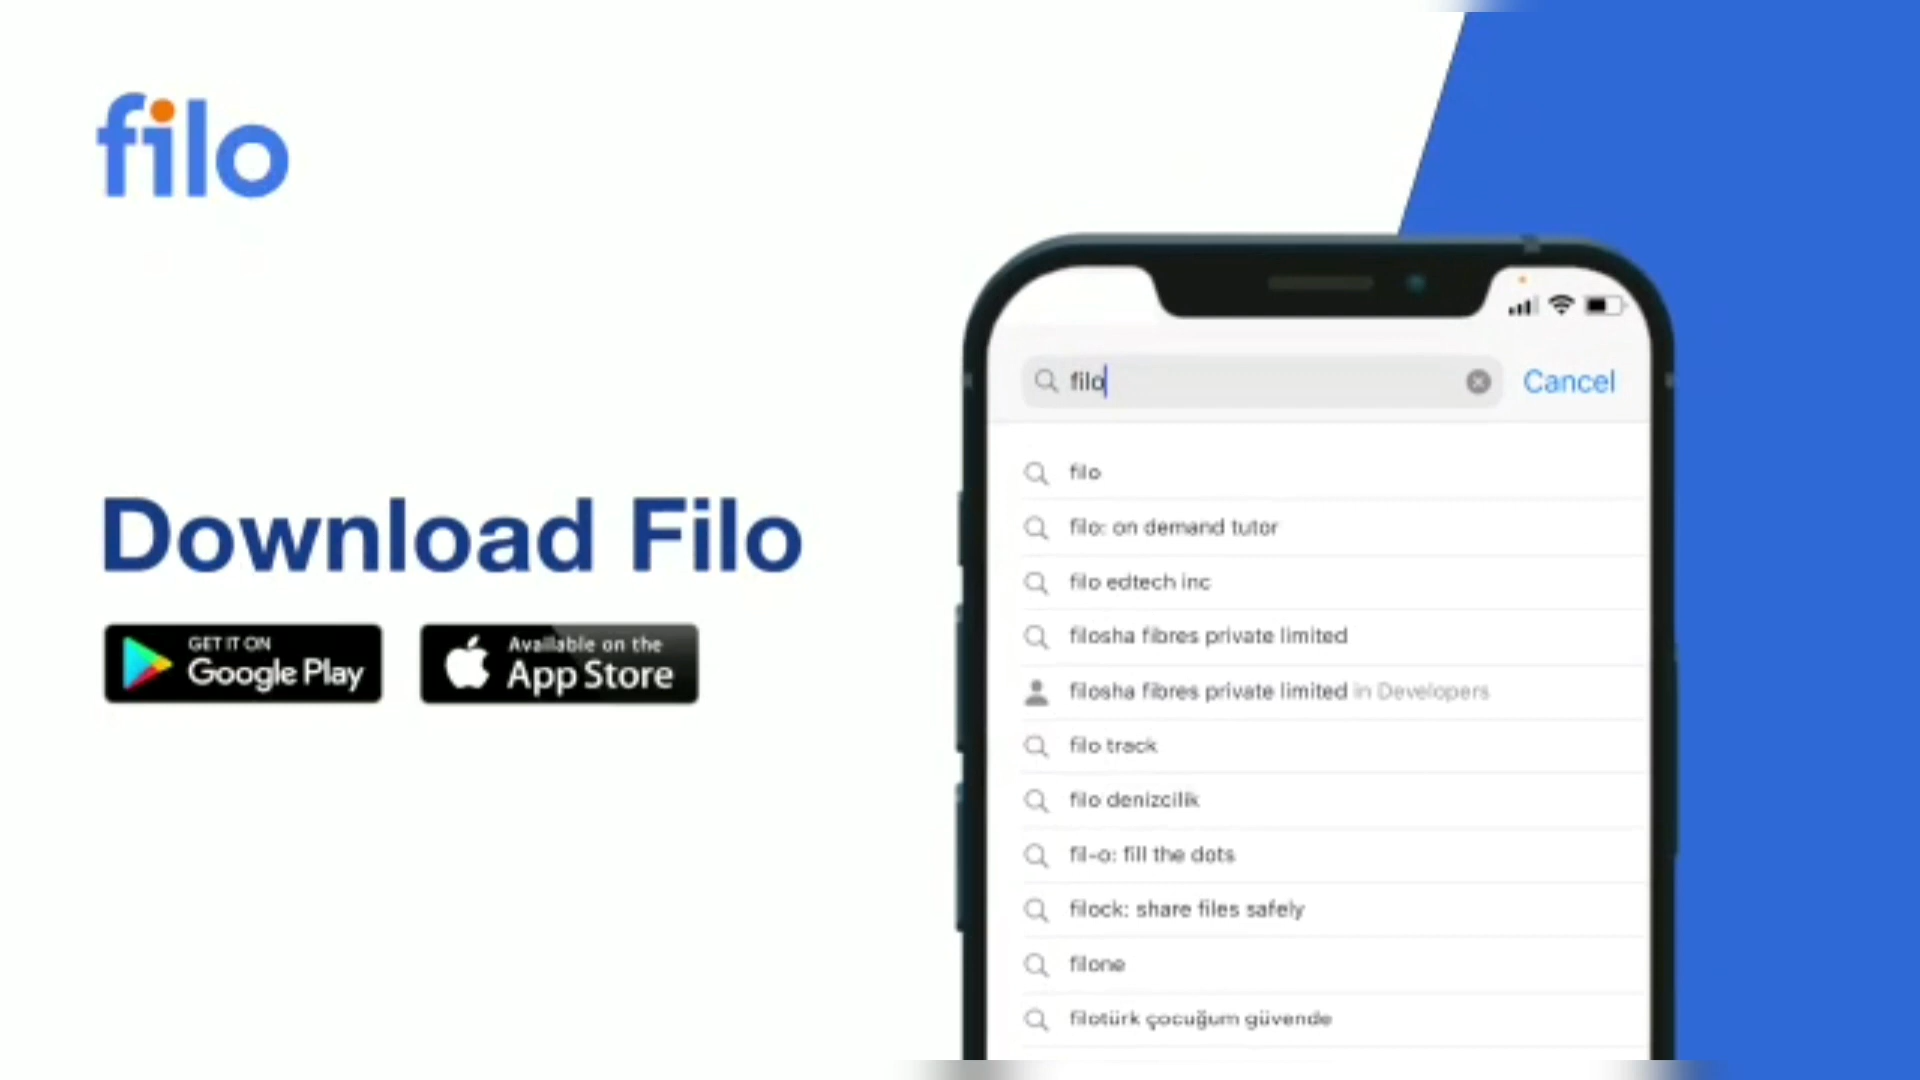 filo
Download Filo
GET IT ON
Google Play
Available on the
App Store
filo
Cancel
filo
filo: on demand tutor
filo edtech inc
filosha fibres private limited
filosha fibres private limited in Developers
filo track
filo denizcilik
fil-o: fill the dots
filock: share files safely
filone
filotürk çocuğum güvende